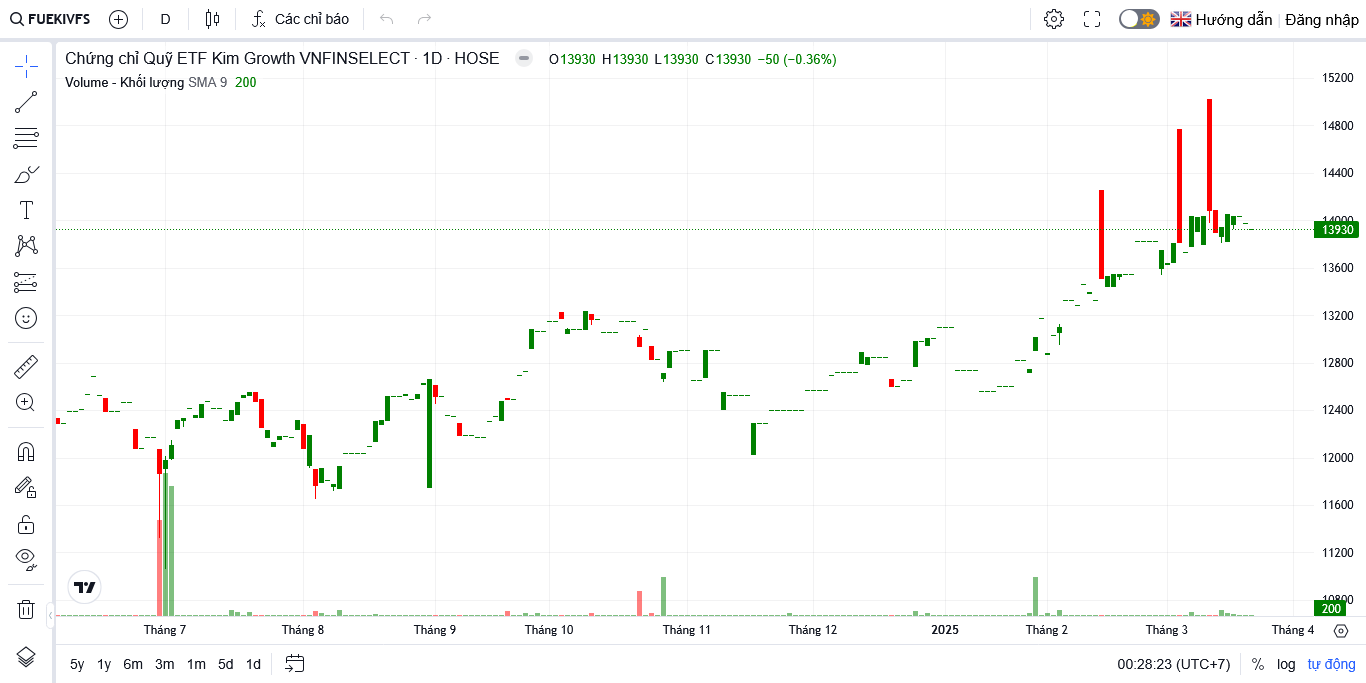 FUEKIVFS D Các chỉ báo Hướng dẫn Đăng nhập
Chứng chỉ Quỹ ETF Kim Growth VNFINSELECT · 1D · HOSE O13930 H13930 L13930 C13930 −50 (−0.36%)
Volume - Khối lượng SMA 9 200
15200
14800
14400
14000
13930
13600
13200
12800
12400
12000
11600
11200
10800
200
Tháng 7 Tháng 8 Tháng 9 Tháng 10 Tháng 11 Tháng 12 2025 Tháng 2 Tháng 3 Tháng 4
5y 1y 6m 3m 1m 5d 1d 00:28:23 (UTC+7) % log tự động